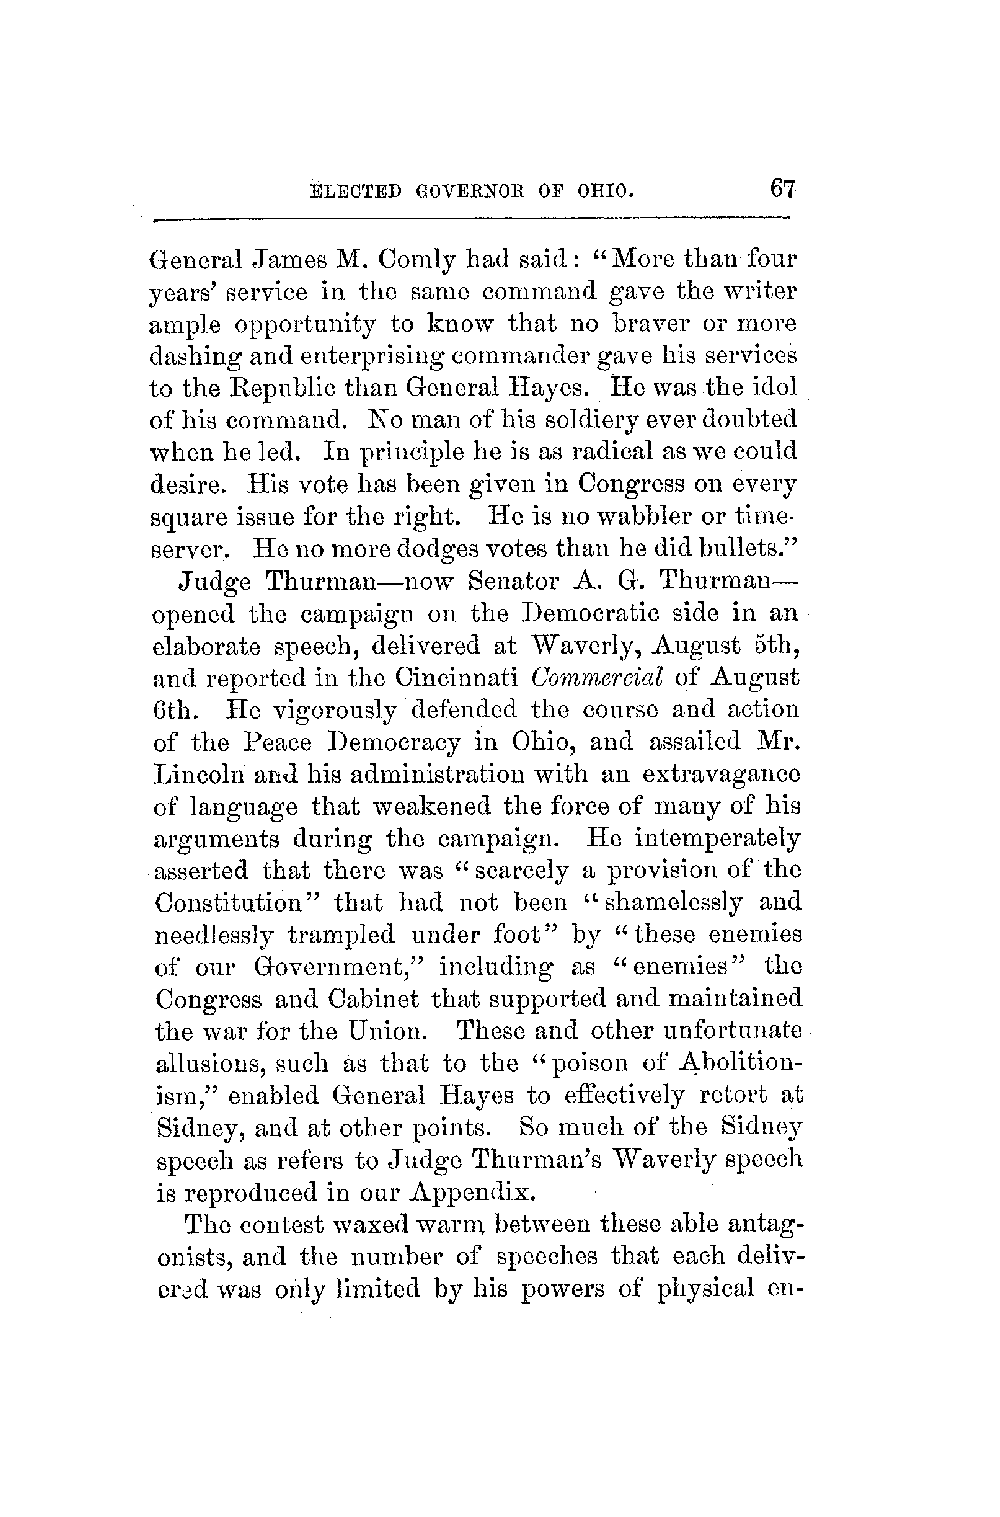 ELECTED GOVERNOR OF OHIO. 67
General James M. Comly had said: "More than four
years' service in the same command gave the writer
ample opportunity to know that no braver or more
dashing and enterprising commander gave his services
to the Republic than General Hayes. He was the idol
of his command. No man of his soldiery ever doubted
when he led. In principle he is as radical as we could
desire. His vote has been given in Congress on every
square issue for the right. He is no wabbler or time-
server. He no more dodges votes than he did bullets."
Judge Thurman—now Senator A. G. Thurman—
opened the campaign on the Democratic side in an
elaborate speech, delivered at Waverly, August 5th,
and reported in the Cincinnati Commercial of August
6th. He vigorously defended the course and action
of the Peace Democracy in Ohio, and assailed Mr.
Lincoln and his administration with an extravagance
of language that weakened the force of many of his
arguments during the campaign. He intemperately
asserted that there was "scarcely a provision of the
Constitution" that had not been "shamelessly and
needlessly trampled under foot" by "these enemies
of our Government," including as "enemies" the
Congress and Cabinet that supported and maintained
the war for the Union. These and other unfortunate
allusions, such as that to the "poison of Abolition-
ism," enabled General Hayes to effectively retort at
Sidney, and at other points. So much of the Sidney
speech as refers to Judge Thurman's Waverly speech
is reproduced in our Appendix.
The contest waxed warm between these able antag-
onists, and the number of speeches that each deliv-
ered was only limited by his powers of physical en-